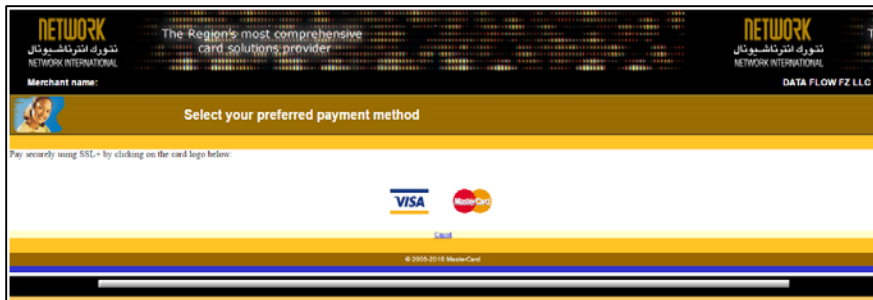 NETWORK
نتورك انترناشيونال
NETWORK INTERNATIONAL
The Region's most comprehensive
card solutions provider
NETWORK
نتورك انترناشيونال
NETWORK INTERNATIONAL
T
Merchant name:
DATA FLOW FZ LLC
Select your preferred payment method
Pay securely using SSL+ by clicking on the card logo below:
VISA
MasterCard
Cancel
© 2005-2016 MasterCard